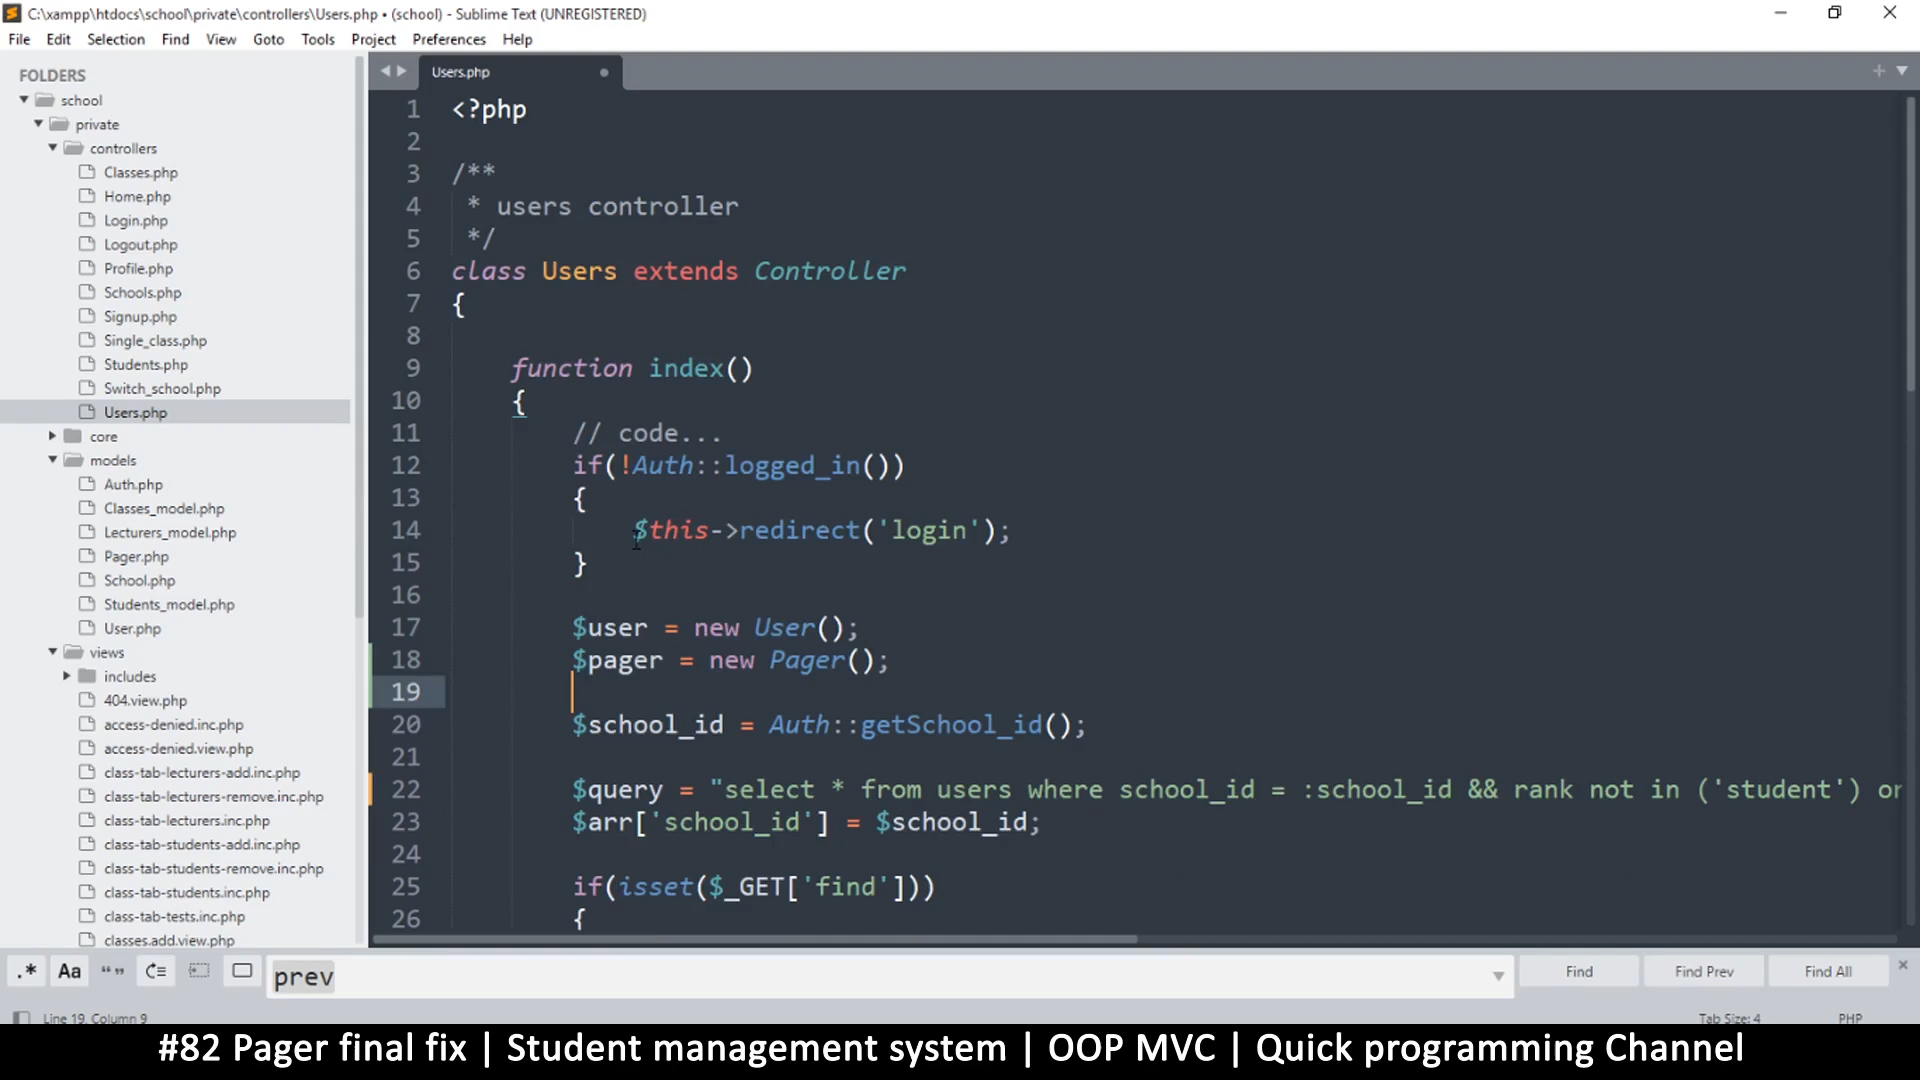 C:\xampp\htdocs\school\private\controllers\Users.php • (school) - Sublime Text (UNREGISTERED)
File Edit Selection Find View Goto Tools Project Preferences Help
FOLDERS
school
private
controllers
Classes.php
Home.php
Login.php
Logout.php
Profile.php
Schools.php
Signup.php
Single_class.php
Students.php
Switch_school.php
Users.php
core
models
Auth.php
Classes_model.php
Lecturers_model.php
Pager.php
School.php
Students_model.php
User.php
views
includes
404.view.php
access-denied.inc.php
access-denied.view.php
class-tab-lecturers-add.inc.php
class-tab-lecturers-remove.inc.php
class-tab-lecturers.inc.php
class-tab-students-add.inc.php
class-tab-students-remove.inc.php
class-tab-students.inc.php
class-tab-tests.inc.php
classes.add.view.php
Users.php
1 <?php
2
3 /**
4 * users controller
5 */
6 class Users extends Controller
7 {
8
9 function index()
10 {
11 // code...
12 if(!Auth::logged_in())
13 {
14 $this->redirect('login');
15 }
16
17 $user = new User();
18 $pager = new Pager();
19
20 $school_id = Auth::getSchool_id();
21
22 $query = "select * from users where school_id = :school_id && rank not in ('student') or
23 $arr['school_id'] = $school_id;
24
25 if(isset($_GET['find']))
26 {
.* Aa “” prev Find Find Prev Find All
Line 19, Column 9 Tab Size: 4 PHP
#82 Pager final fix | Student management system | OOP MVC | Quick programming Channel